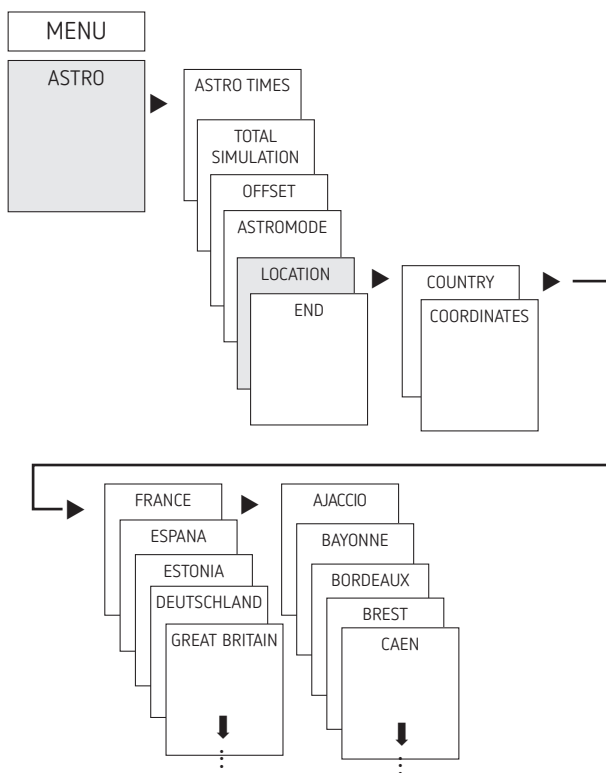 MENU
ASTRO
ASTRO TIMES
TOTAL
SIMULATION
OFFSET
ASTROMODE
LOCATION
END
COUNTRY
COORDINATES
FRANCE
ESPANA
ESTONIA
DEUTSCHLAND
GREAT BRITAIN
AJACCIO
BAYONNE
BORDEAUX
BREST
CAEN